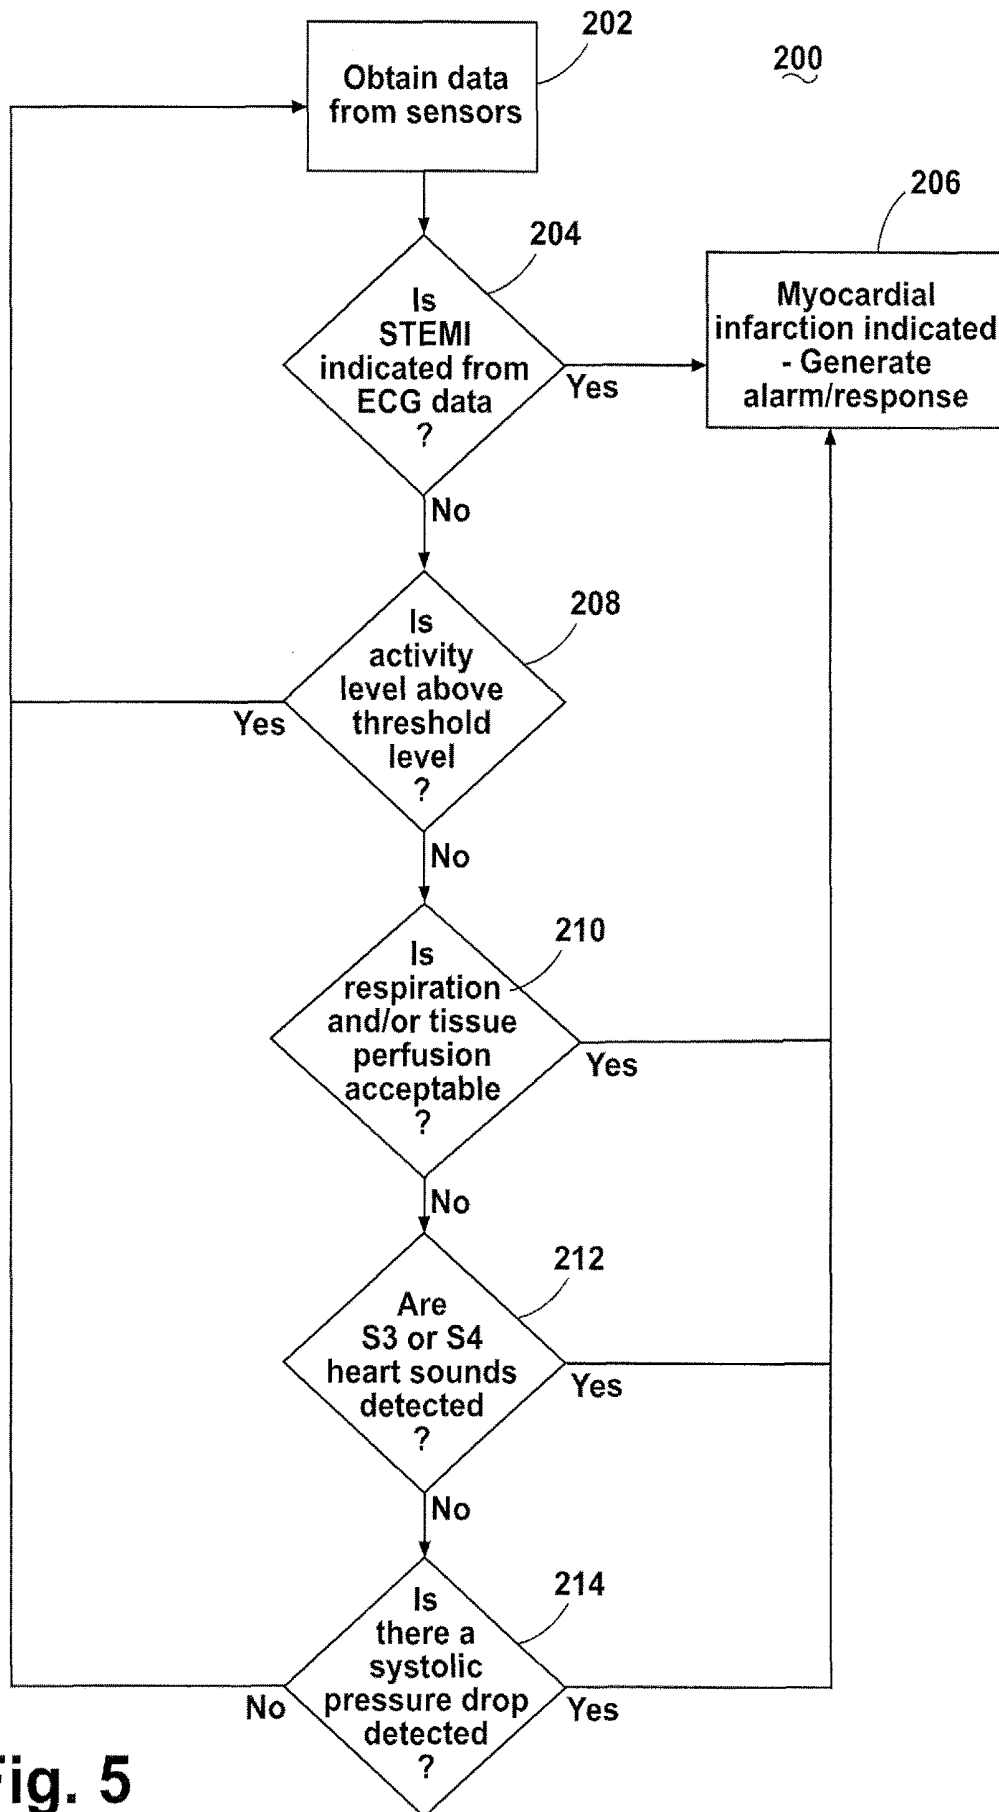 202
200
Obtain data
from sensors
206
204
Is
STEMI
indicated from
ECG data
?
Yes
Myocardial
infarction indicated
- Generate
alarm/response
No
208
Is
activity
level above
threshold
level
?
Yes
No
210
Is
respiration
and/or tissue
perfusion
acceptable
?
Yes
No
212
Are
S3 or S4
heart sounds
detected
?
Yes
No
214
Is
there a
systolic
pressure drop
detected
?
No
Yes
Fig. 5